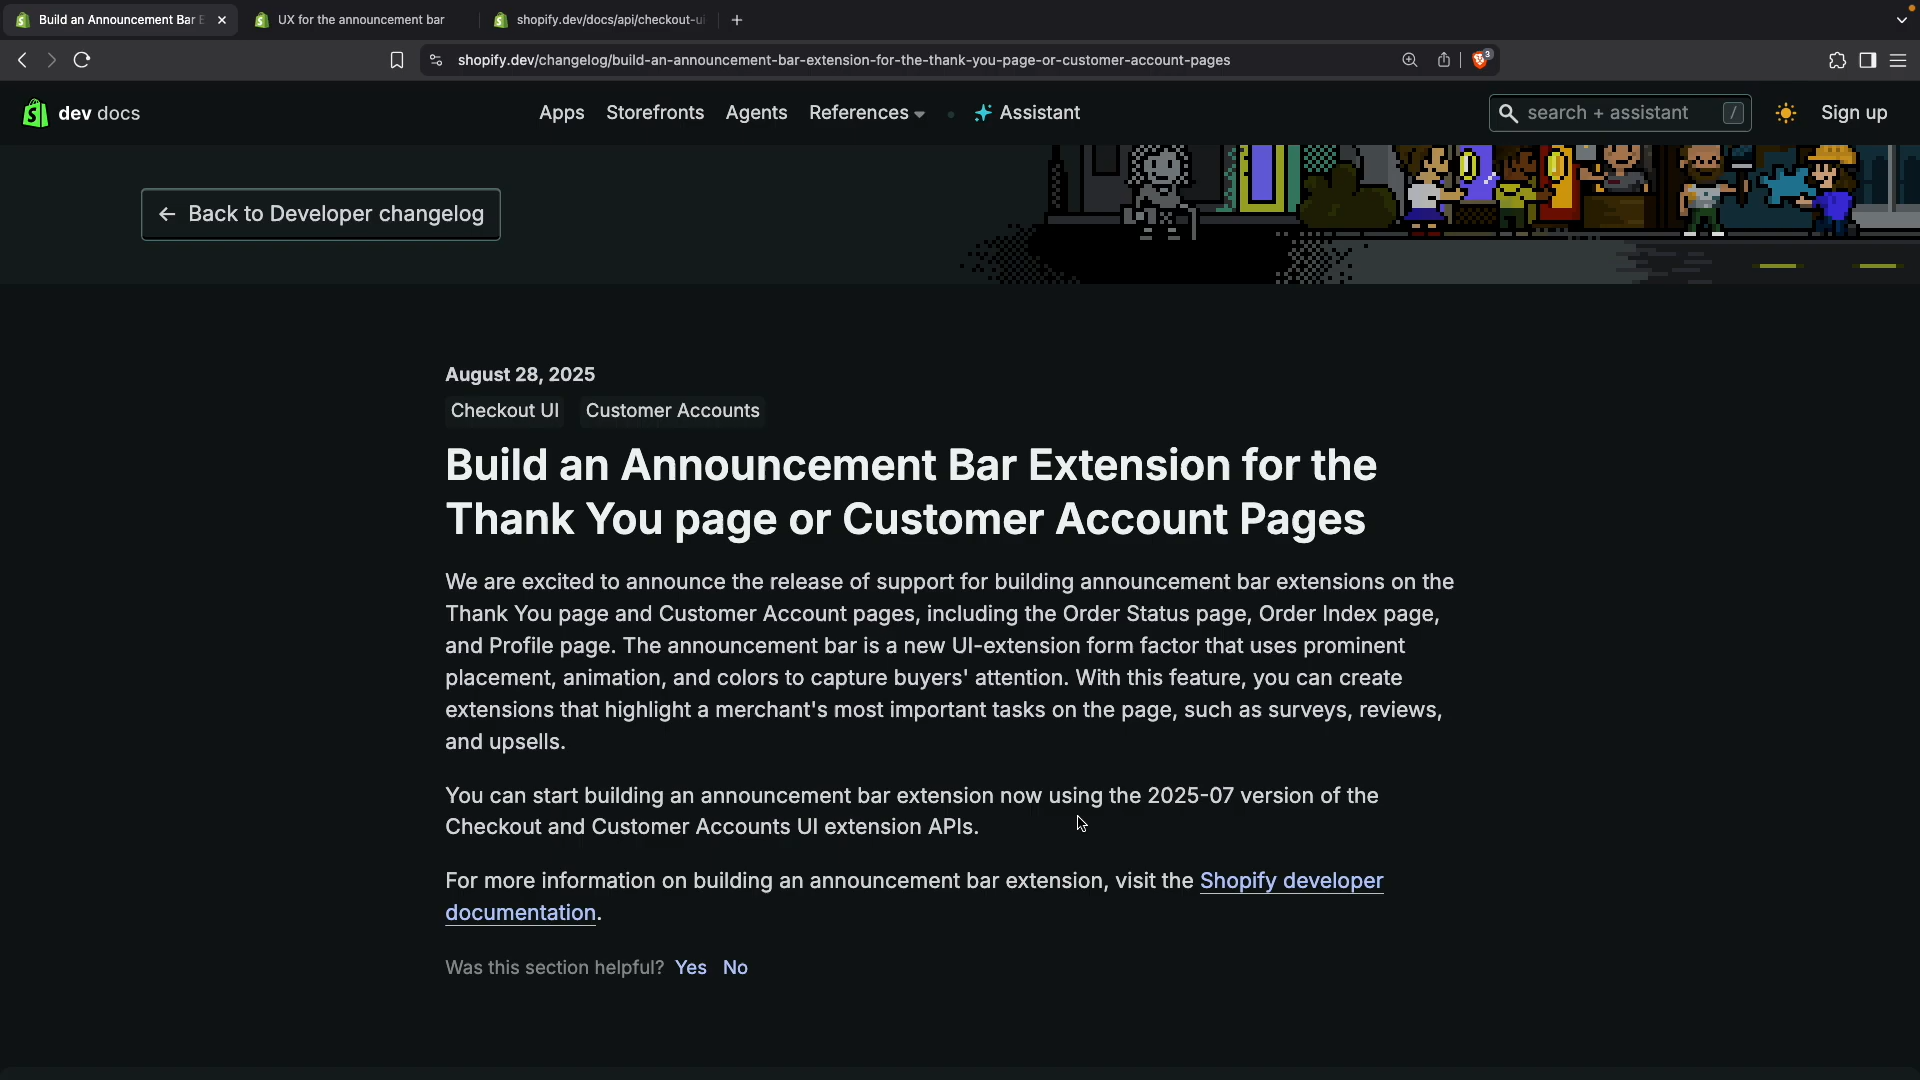 Build an Announcement Bar E
UX for the announcement bar
shopify.dev/docs/api/checkout-ui
shopify.dev/changelog/build-an-announcement-bar-extension-for-the-thank-you-page-or-customer-account-pages
3
dev docs
Apps
Storefronts
Agents
References
Assistant
search + assistant
/
Sign up
← Back to Developer changelog
August 28, 2025
Checkout UI
Customer Accounts
Build an Announcement Bar Extension for the
Thank You page or Customer Account Pages
We are excited to announce the release of support for building announcement bar extensions on the
Thank You page and Customer Account pages, including the Order Status page, Order Index page,
and Profile page. The announcement bar is a new UI-extension form factor that uses prominent
placement, animation, and colors to capture buyers' attention. With this feature, you can create
extensions that highlight a merchant's most important tasks on the page, such as surveys, reviews,
and upsells.
You can start building an announcement bar extension now using the 2025-07 version of the
Checkout and Customer Accounts UI extension APIs.
For more information on building an announcement bar extension, visit the Shopify developer
documentation.
Was this section helpful? Yes No